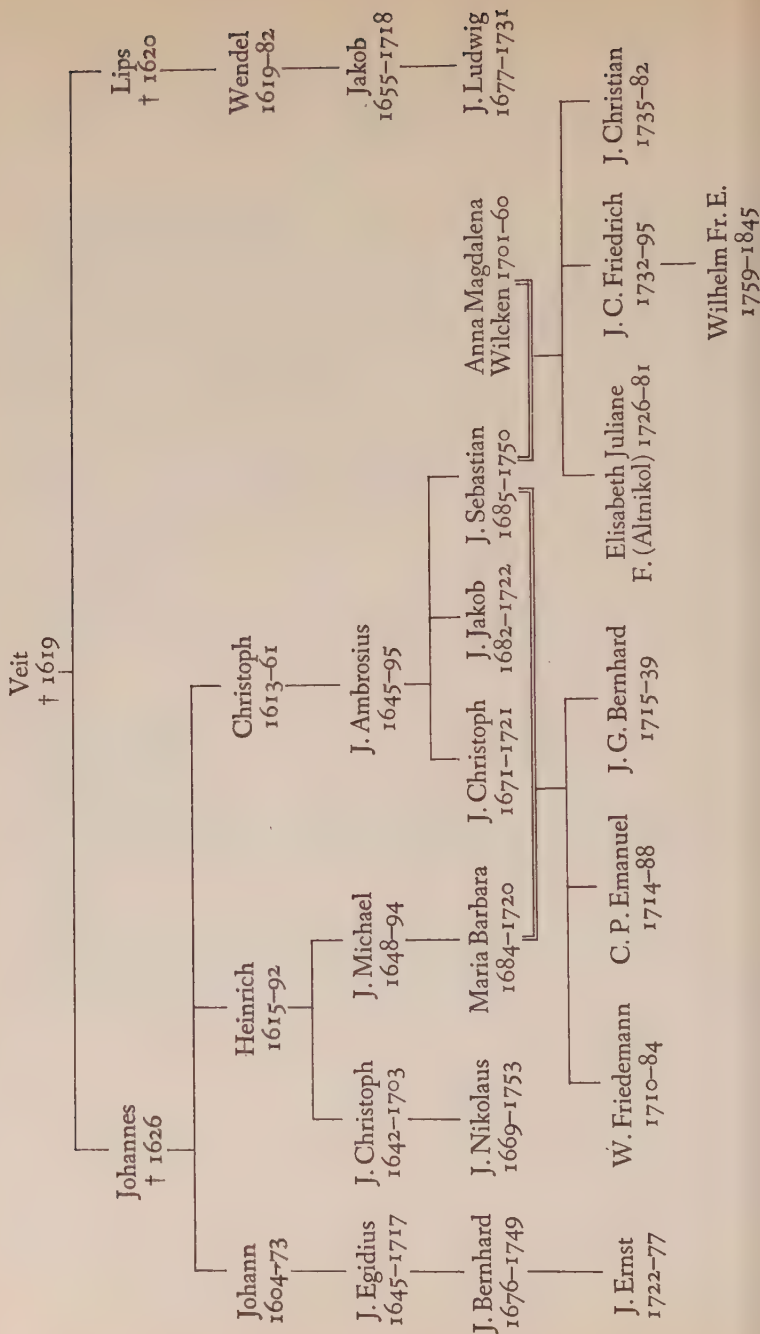 Veit
† 1619
Johannes
† 1626
Lips
† 1620
Johann
1604–73
Heinrich
1615–92
Christoph
1613–61
Wendel
1619–82
J. Egidius
1645–1717
J. Christoph
1642–1703
J. Michael
1648–94
J. Ambrosius
1645–95
Jakob
1655–1718
J. Bernhard
1676–1749
J. Nikolaus
1669–1753
Maria Barbara
1684–1720
J. Christoph
1671–1721
J. Jakob
1682–1722
J. Sebastian
1685–1750
Anna Magdalena
Wilcken 1701–60
J. Ludwig
1677–1731
J. Ernst
1722–77
W. Friedemann
1710–84
C. P. Emanuel
1714–88
J. G. Bernhard
1715–39
Elisabeth Juliane
F. (Altnikol) 1726–81
J. C. Friedrich
1732–95
J. Christian
1735–82
Wilhelm Fr. E.
1759–1845